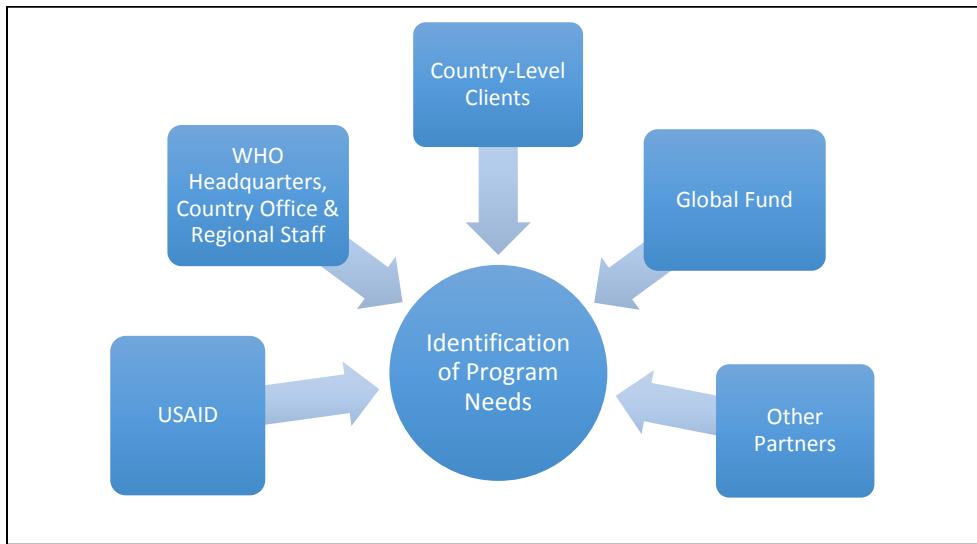 Country-Level
Clients
WHO
Headquarters,
Country Office &
Regional Staff
Global Fund
Identification
of Program
Needs
USAID
Other
Partners